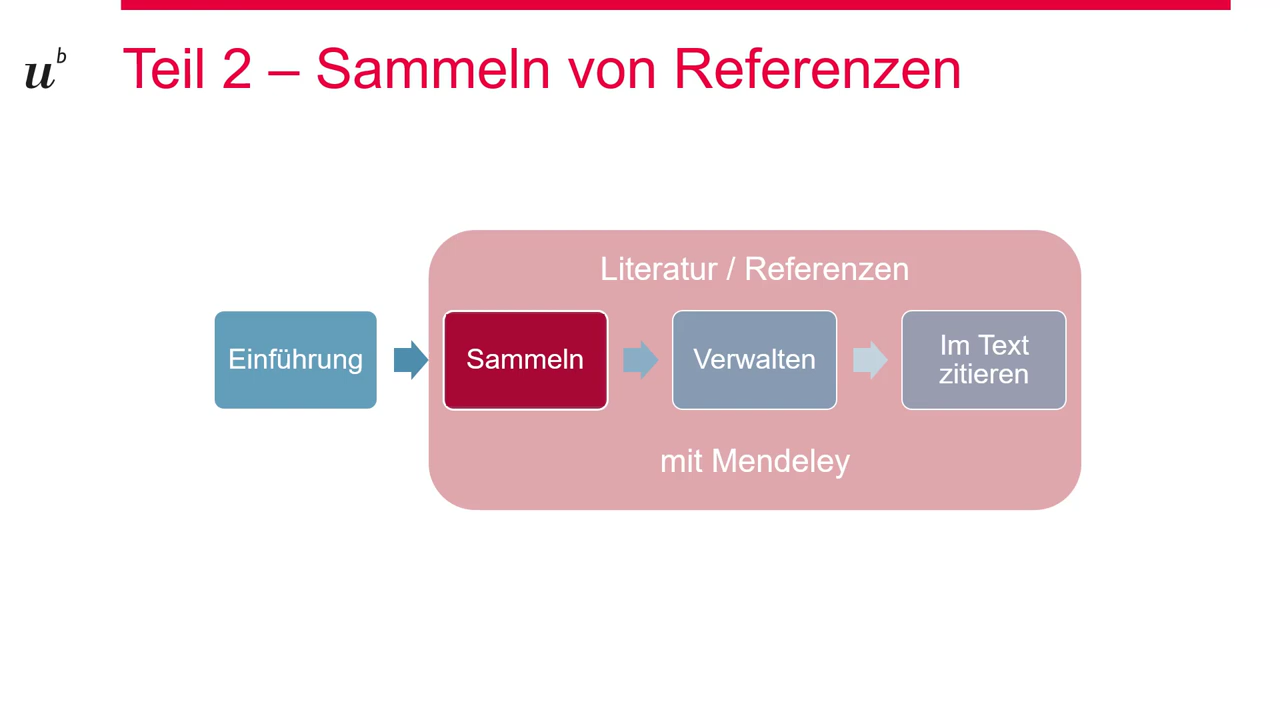 u^b
Teil 2 – Sammeln von Referenzen
Literatur / Referenzen
Einführung
Sammeln
Verwalten
Im Text
zitieren
mit Mendeley